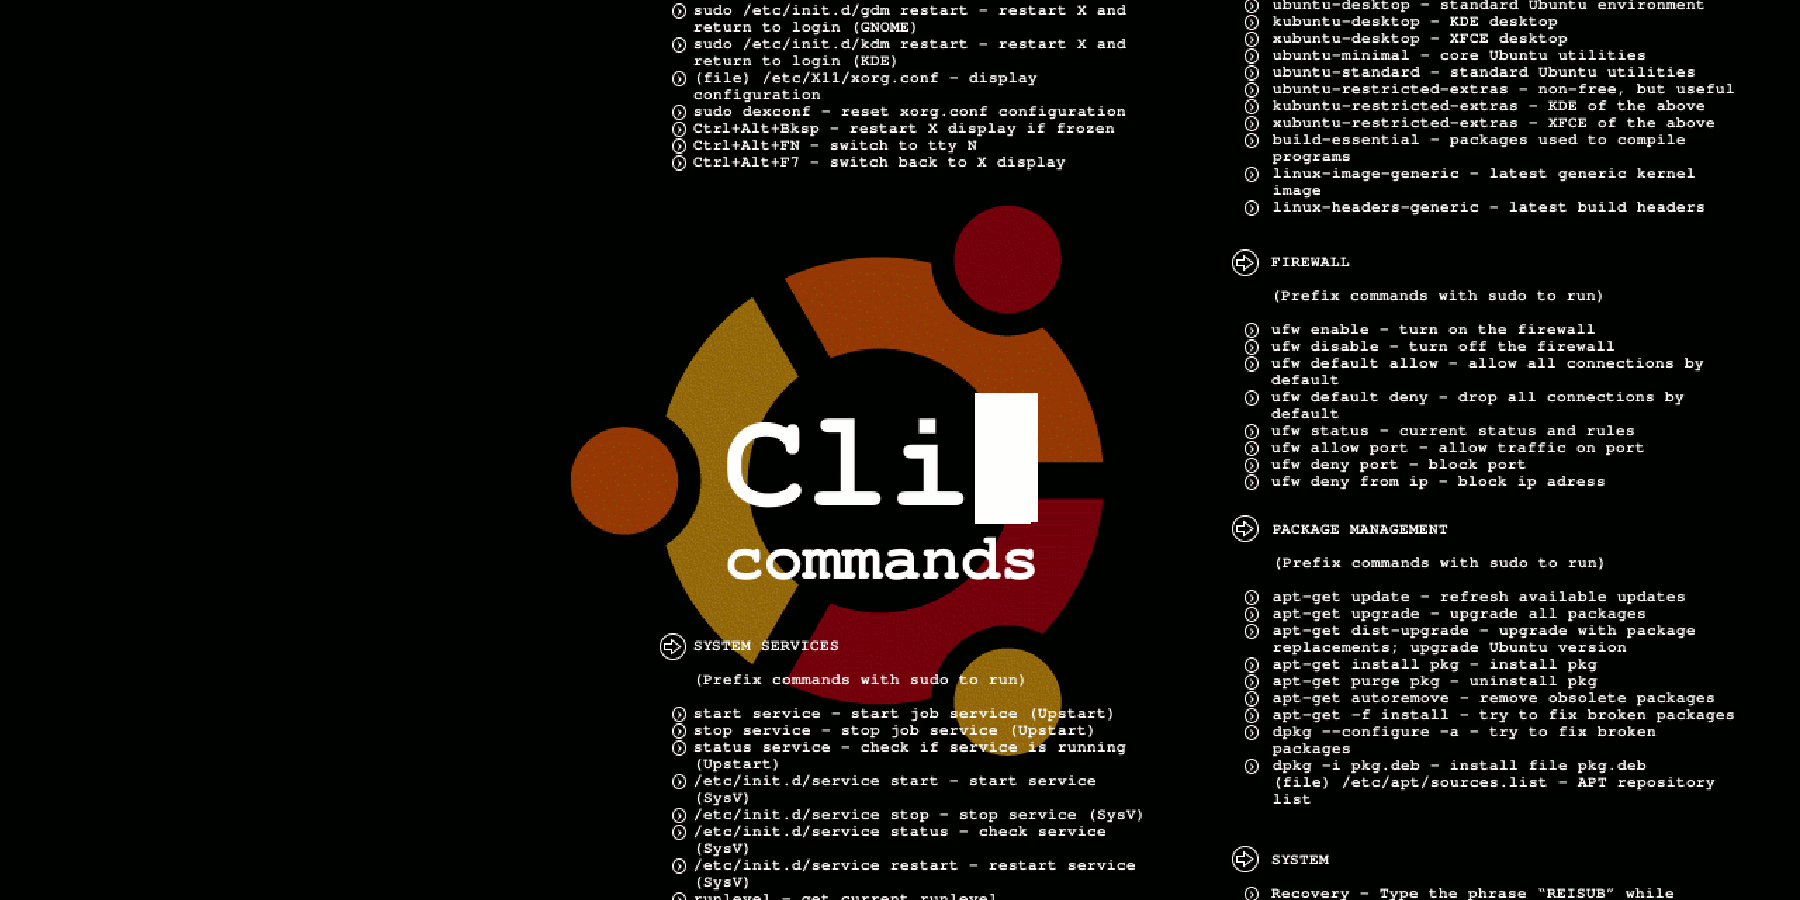 sudo /etc/init.d/gdm restart - restart X and
return to login (GNOME)
sudo /etc/init.d/kdm restart - restart X and
return to login (KDE)
(file) /etc/X11/xorg.conf - display
configuration
sudo dexconf - reset xorg.conf configuration
Ctrl+Alt+Bksp - restart X display if frozen
Ctrl+Alt+FN - switch to tty N
Ctrl+Alt+F7 - switch back to X display
Cli
commands
SYSTEM SERVICES
(Prefix commands with sudo to run)
start service - start job service (Upstart)
stop service - stop job service (Upstart)
status service - check if service is running
(Upstart)
/etc/init.d/service start - start service
(SysV)
/etc/init.d/service stop - stop service (SysV)
/etc/init.d/service status - check service
(SysV)
/etc/init.d/service restart - restart service
(SysV)
runlevel - get current runlevel
ubuntu-desktop - standard Ubuntu environment
kubuntu-desktop - KDE desktop
xubuntu-desktop - XFCE desktop
ubuntu-minimal - core Ubuntu utilities
ubuntu-standard - standard Ubuntu utilities
ubuntu-restricted-extras - non-free, but useful
kubuntu-restricted-extras - KDE of the above
xubuntu-restricted-extras - XFCE of the above
build-essential - packages used to compile
programs
linux-image-generic - latest generic kernel
image
linux-headers-generic - latest build headers
FIREWALL
(Prefix commands with sudo to run)
ufw enable - turn on the firewall
ufw disable - turn off the firewall
ufw default allow - allow all connections by
default
ufw default deny - drop all connections by
default
ufw status - current status and rules
ufw allow port - allow traffic on port
ufw deny port - block port
ufw deny from ip - block ip adress
PACKAGE MANAGEMENT
(Prefix commands with sudo to run)
apt-get update - refresh available updates
apt-get upgrade - upgrade all packages
apt-get dist-upgrade - upgrade with package
replacements; upgrade Ubuntu version
apt-get install pkg - install pkg
apt-get purge pkg - uninstall pkg
apt-get autoremove - remove obsolete packages
apt-get -f install - try to fix broken packages
dpkg --configure -a - try to fix broken
packages
dpkg -i pkg.deb - install file pkg.deb
(file) /etc/apt/sources.list - APT repository
list
SYSTEM
Recovery - Type the phrase "REISUB" while